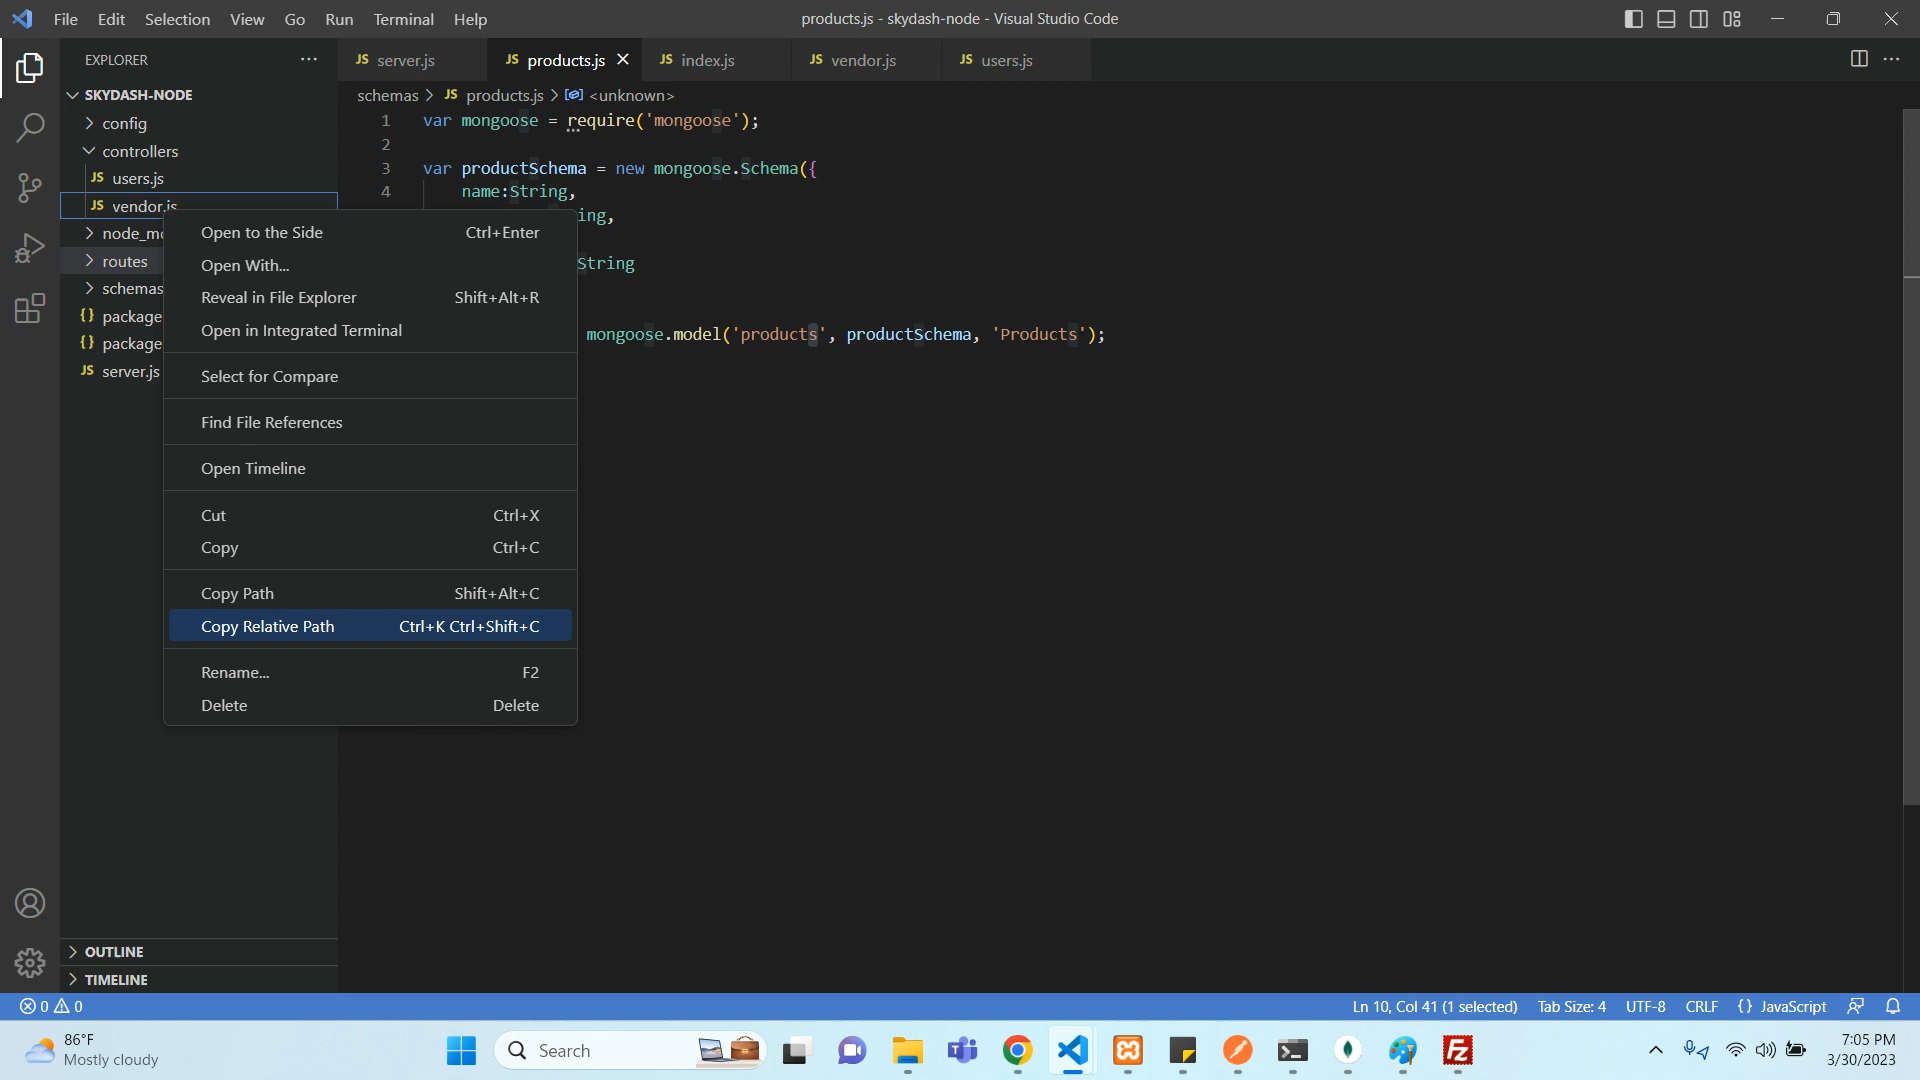 File Edit Selection View Go Run Terminal Help
products.js - skydash-node - Visual Studio Code
EXPLORER
SKYDASH-NODE
config
controllers
JS users.js
JS vendor.js
node_mo
routes
schemas
{} package
{} package
JS server.js
OUTLINE
TIMELINE
JS server.js
JS products.js
JS index.js
JS vendor.js
JS users.js
schemas > JS products.js > <unknown>
1 var mongoose = require('mongoose');
2
3 var productSchema = new mongoose.Schema({
4 name:String,
ing,
String
mongoose.model('products', productSchema, 'Products');
Open to the Side Ctrl+Enter
Open With...
Reveal in File Explorer Shift+Alt+R
Open in Integrated Terminal
Select for Compare
Find File References
Open Timeline
Cut Ctrl+X
Copy Ctrl+C
Copy Path Shift+Alt+C
Copy Relative Path Ctrl+K Ctrl+Shift+C
Rename... F2
Delete Delete
0 0
Ln 10, Col 41 (1 selected) Tab Size: 4 UTF-8 CRLF {} JavaScript
86°F
Mostly cloudy
Search
7:05 PM
3/30/2023